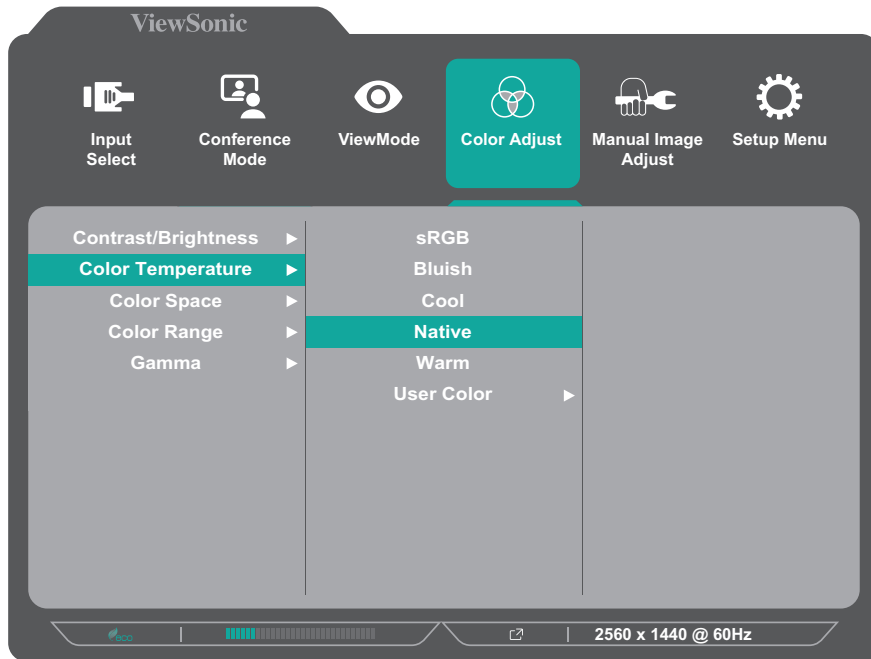 ViewSonic
Input
Select
Conference
Mode
ViewMode
Color Adjust
Manual Image
Adjust
Setup Menu
Contrast/Brightness
Color Temperature
Color Space
Color Range
Gamma
sRGB
Bluish
Cool
Native
Warm
User Color
eco
2560 x 1440 @ 60Hz